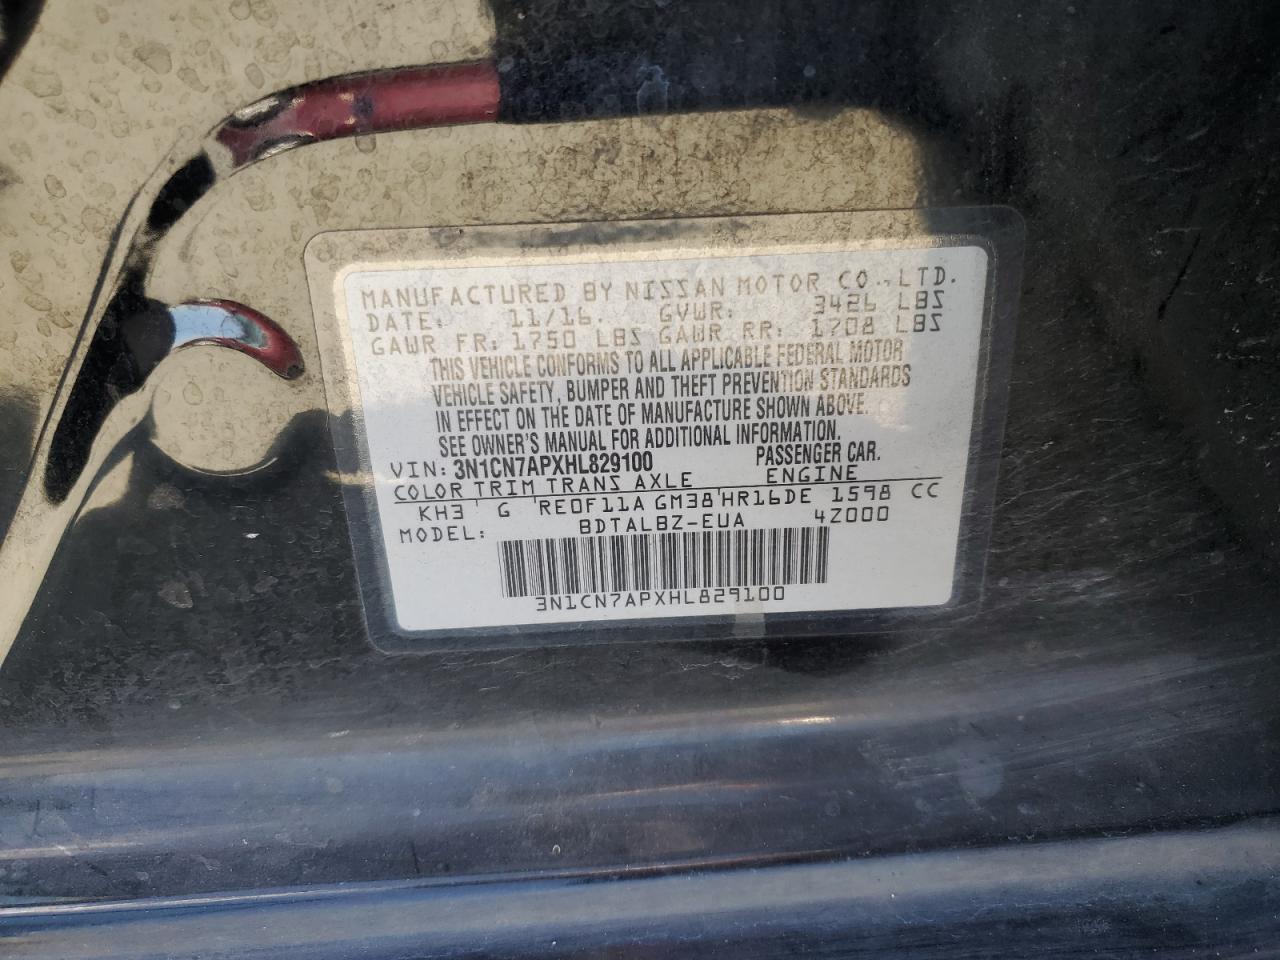 MANUFACTURED BY NISSAN MOTOR CO.,LTD.
DATE: 11/16. GVWR: 3426 LBS
GAWR FR: 1750 LBS GAWR RR: 1708 LBS
THIS VEHICLE CONFORMS TO ALL APPLICABLE FEDERAL MOTOR
VEHICLE SAFETY, BUMPER AND THEFT PREVENTION STANDARDS
IN EFFECT ON THE DATE OF MANUFACTURE SHOWN ABOVE.
SEE OWNER'S MANUAL FOR ADDITIONAL INFORMATION.
VIN: 3N1CN7APXHL829100 PASSENGER CAR.
COLOR TRIM TRANS AXLE ENGINE
KH3 G RE0F11A GM38 HR16DE 1598 CC
MODEL: BDTALBZ-EUA 4Z000
3N1CN7APXHL829100